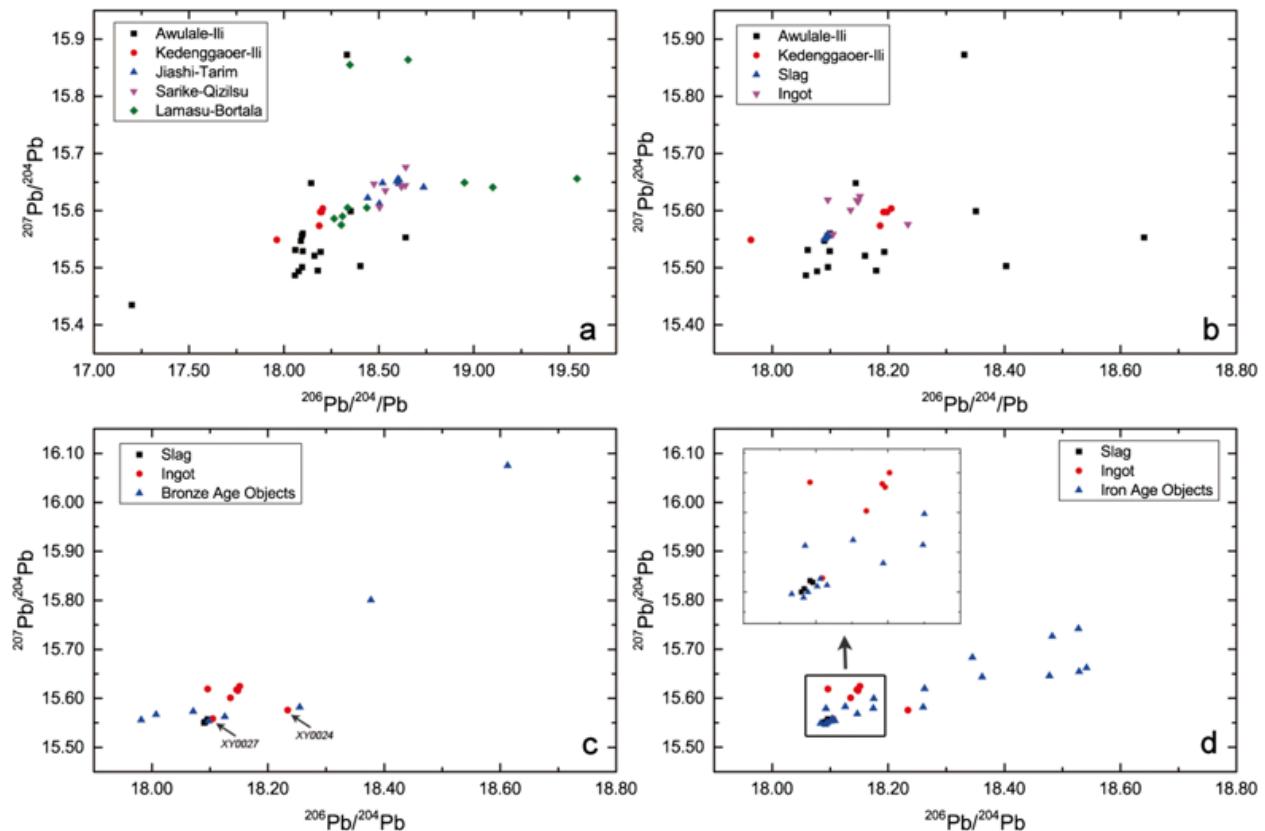 15.9
15.8
15.7
15.6
15.5
15.4
²⁰⁷Pb/²⁰⁴Pb
Awulale-Ili
Kedenggaoer-Ili
Jiashi-Tarim
Sarike-Qizilsu
Lamasu-Bortala
a
17.00 17.50 18.00 18.50 19.00 19.50
²⁰⁶Pb/²⁰⁴/Pb
15.90
15.80
15.70
15.60
15.50
15.40
²⁰⁷Pb/²⁰⁴Pb
Awulale-Ili
Kedenggaoer-Ili
Slag
Ingot
b
18.00 18.20 18.40 18.60 18.80
²⁰⁶Pb/²⁰⁴/Pb
16.10
16.00
15.90
15.80
15.70
15.60
15.50
²⁰⁷Pb/²⁰⁴Pb
Slag
Ingot
Bronze Age Objects
XY0027
XY0024
c
18.00 18.20 18.40 18.60 18.80
²⁰⁶Pb/²⁰⁴Pb
16.10
16.00
15.90
15.80
15.70
15.60
15.50
²⁰⁷Pb/²⁰⁴Pb
Slag
Ingot
Iron Age Objects
d
18.00 18.20 18.40 18.60 18.80
²⁰⁶Pb/²⁰⁴Pb